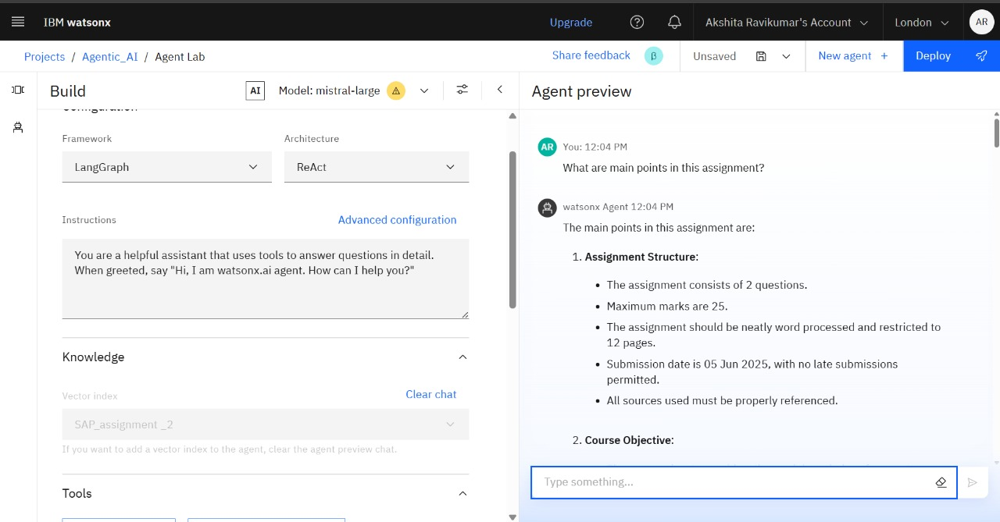 IBM watsonx
Upgrade
Akshita Ravikumar's Account
London
AR
Projects / Agentic_AI / Agent Lab
Share feedback
β
Unsaved
New agent +
Deploy
Build
AI
Model: mistral-large
Agent preview
Configuration
Framework
Architecture
LangGraph
ReAct
Instructions
Advanced configuration
You are a helpful assistant that uses tools to answer questions in detail.
When greeted, say "Hi, I am watsonx.ai agent. How can I help you?"
Knowledge
Vector index
Clear chat
SAP_assignment _2
If you want to add a vector index to the agent, clear the agent preview chat.
Tools
AR
You: 12:04 PM
What are main points in this assignment?
watsonx Agent 12:04 PM
The main points in this assignment are:
1. Assignment Structure:
• The assignment consists of 2 questions.
• Maximum marks are 25.
• The assignment should be neatly word processed and restricted to
12 pages.
• Submission date is 05 Jun 2025, with no late submissions
permitted.
• All sources used must be properly referenced.
2. Course Objective:
Type something...